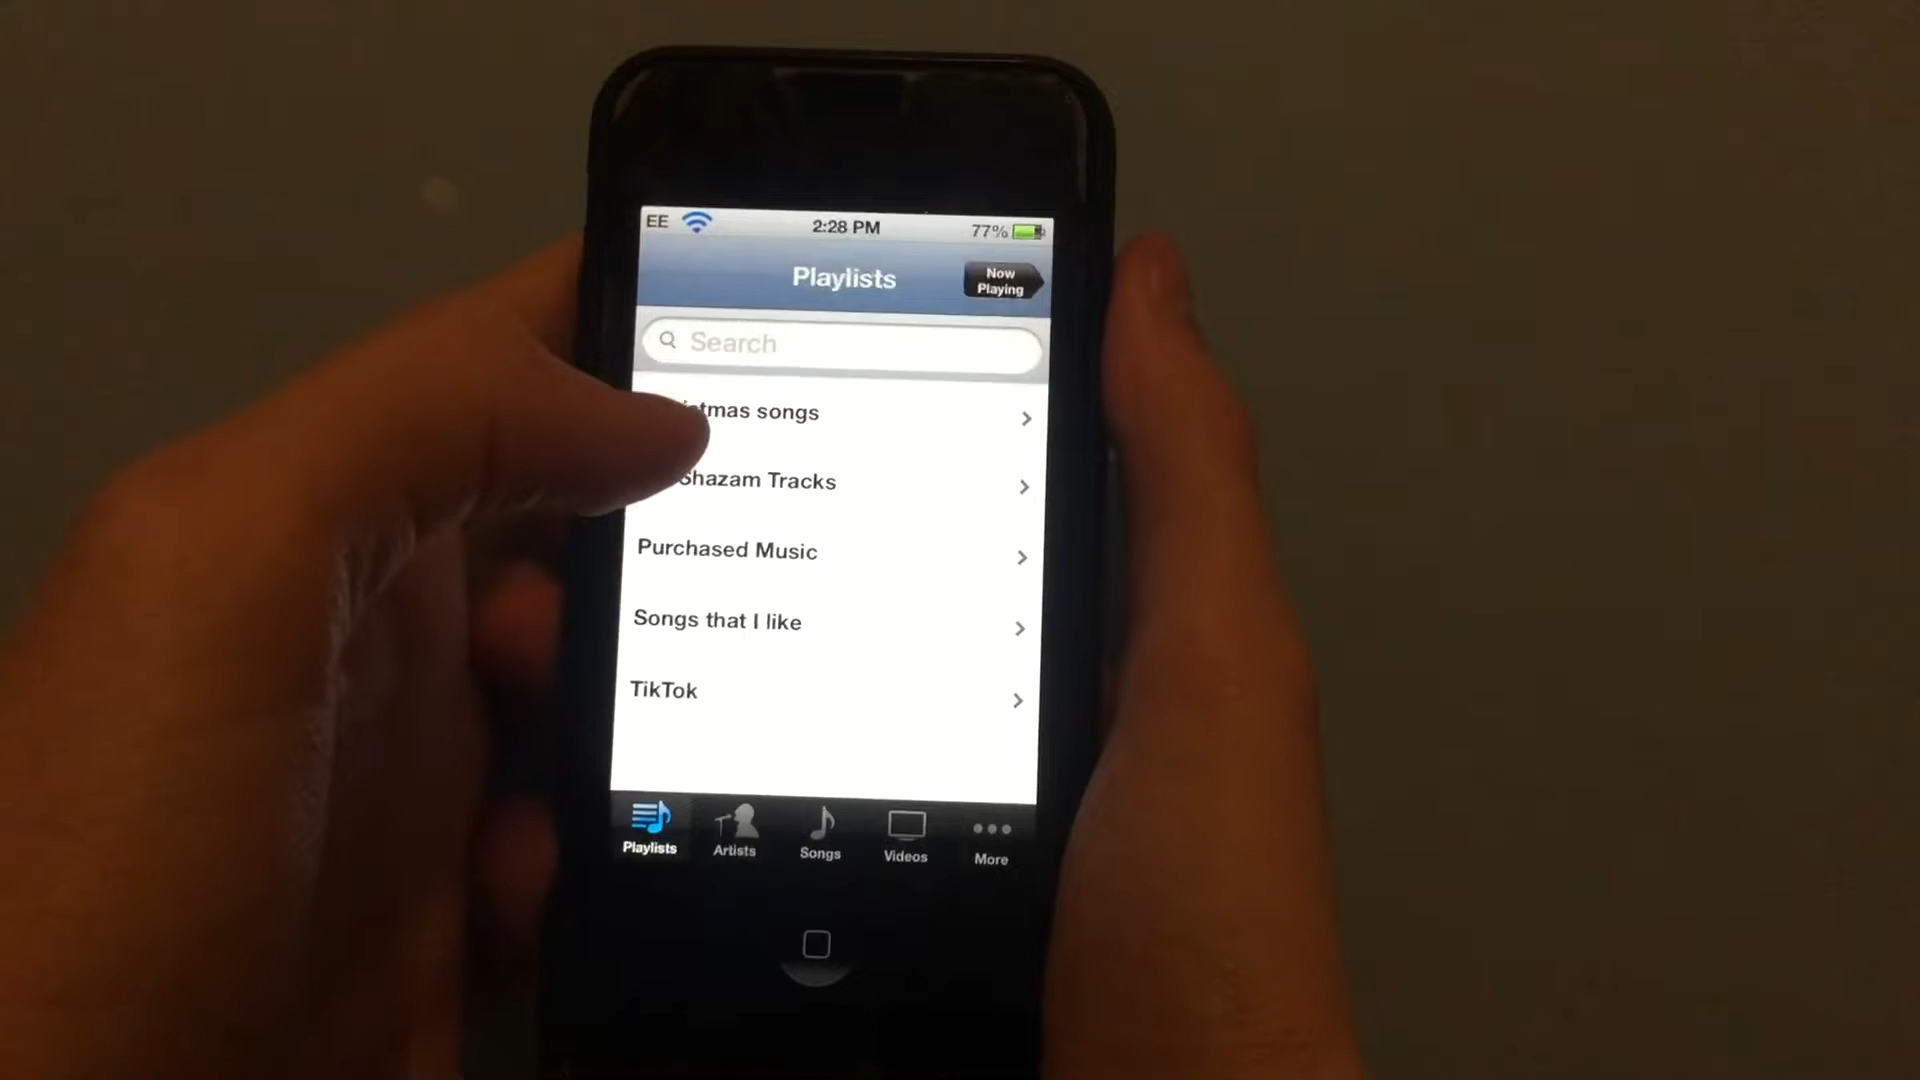 EE 2:28 PM 77%
Playlists
Now
Playing
Search
tmas songs
Shazam Tracks
Purchased Music
Songs that I like
TikTok
Playlists Artists Songs Videos More